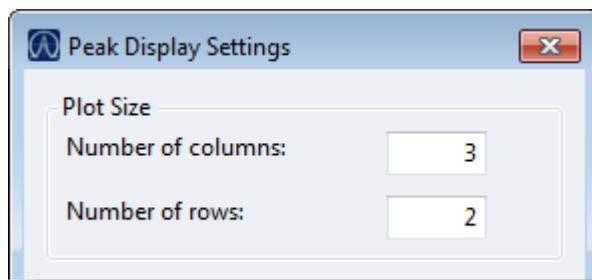 Peak Display Settings
Plot Size
Number of columns: 3
Number of rows: 2